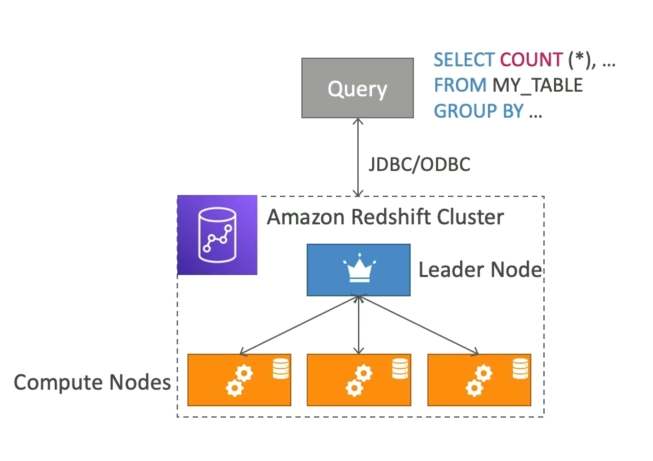 SELECT COUNT (*), ...
FROM MY_TABLE
GROUP BY ...
Query
JDBC/ODBC
Amazon Redshift Cluster
Leader Node
Compute Nodes